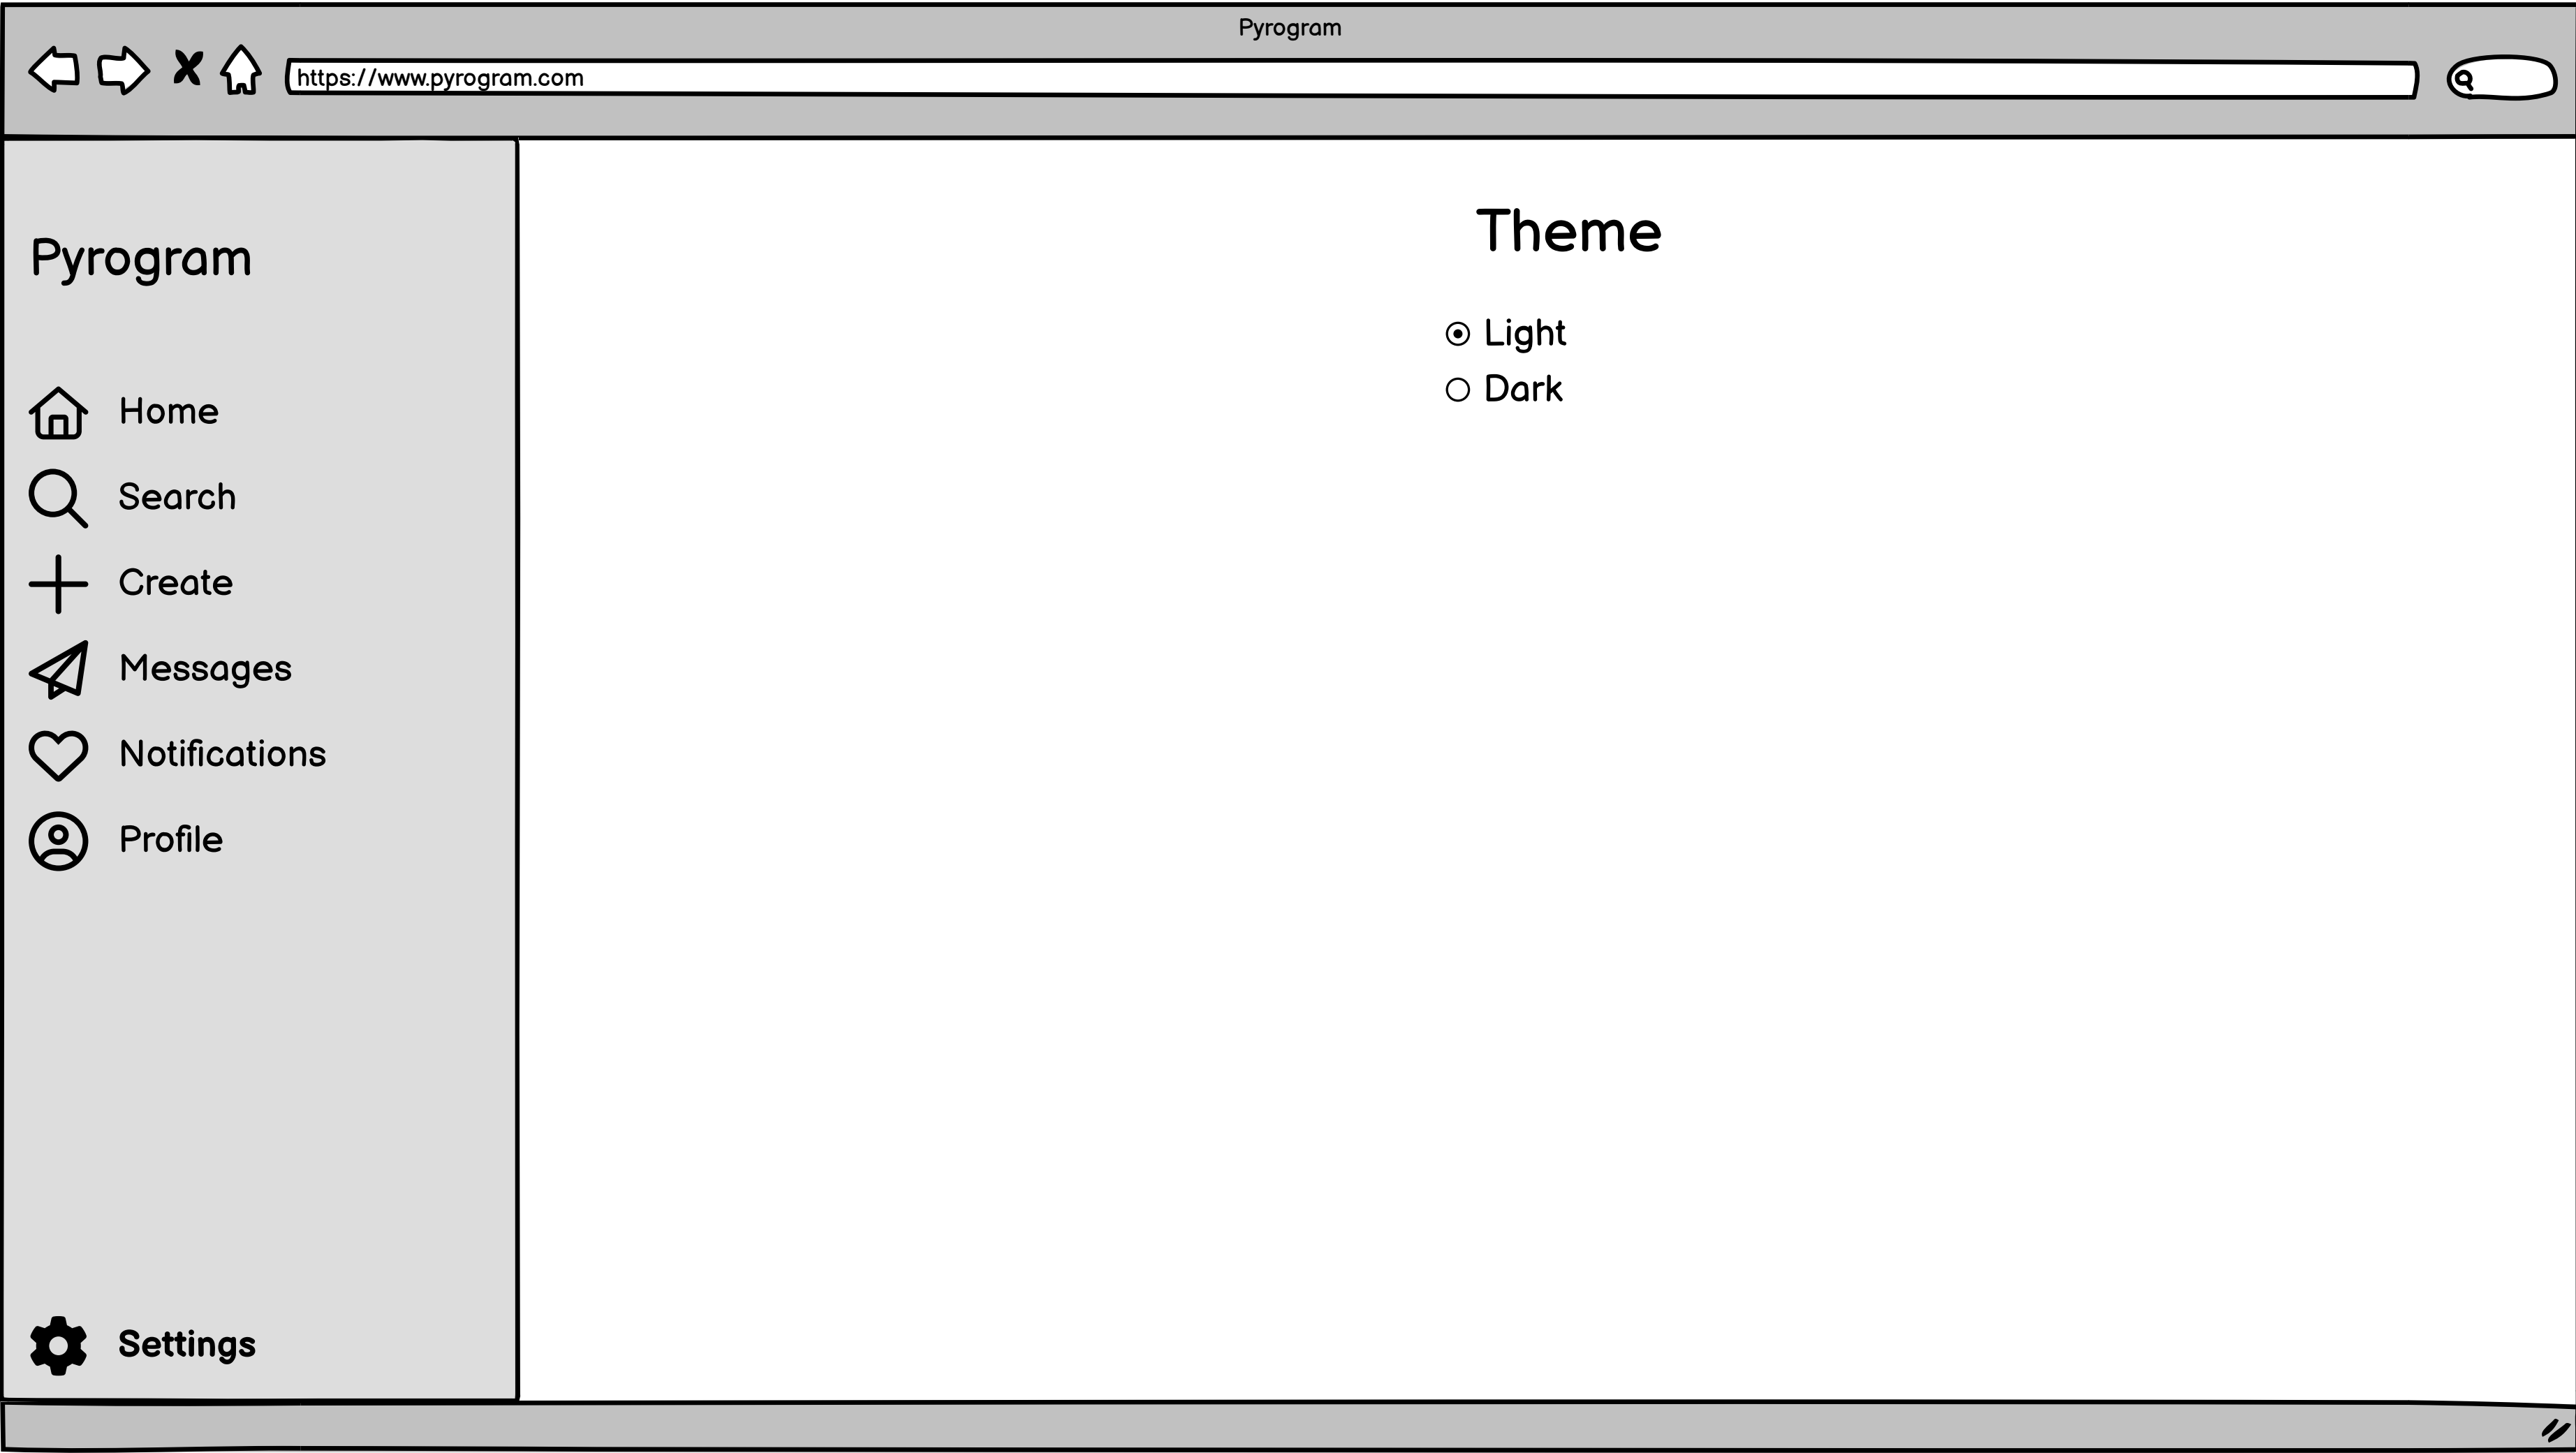 Pyrogram
https://www.pyrogram.com
Pyrogram
Home
Search
Create
Messages
Notifications
Profile
Settings
Theme
Light
Dark